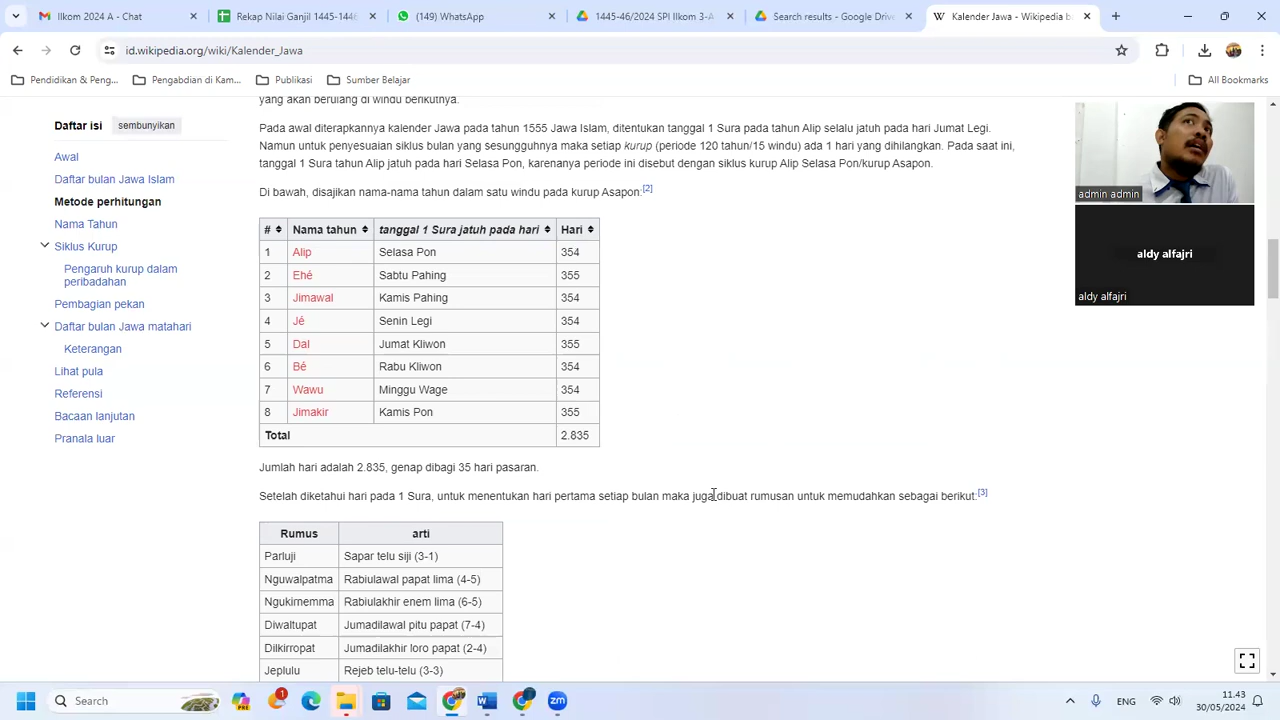 Ilkom 2024 A - Chat
Rekap Nilai Ganjil 1445-1446
(149) WhatsApp
1445-46/2024 SPI Ilkom 3-A
Search results - Google Drive
Kalender Jawa - Wikipedia b
id.wikipedia.org/wiki/Kalender_Jawa
Pendidikan & Peng...
Pengabdian di Kam...
Publikasi
Sumber Belajar
All Bookmarks
yang akan berulang di windu berikutnya.
Daftar isi
sembunyikan
Awal
Daftar bulan Jawa Islam
Metode perhitungan
Nama Tahun
Siklus Kurup
Pengaruh kurup dalam
peribadahan
Pembagian pekan
Daftar bulan Jawa matahari
Keterangan
Lihat pula
Referensi
Bacaan lanjutan
Pranala luar
Pada awal diterapkannya kalender Jawa pada tahun 1555 Jawa Islam, ditentukan tanggal 1 Sura pada tahun Alip selalu jatuh pada hari Jumat Legi.
Namun untuk penyesuaian siklus bulan yang sesungguhnya maka setiap kurup (periode 120 tahun/15 windu) ada 1 hari yang dihilangkan. Pada saat ini,
tanggal 1 Sura tahun Alip jatuh pada hari Selasa Pon, karenanya periode ini disebut dengan siklus kurup Alip Selasa Pon/kurup Asapon.
Di bawah, disajikan nama-nama tahun dalam satu windu pada kurup Asapon:[2]
# Nama tahun tanggal 1 Sura jatuh pada hari Hari
1 Alip Selasa Pon 354
2 Ehé Sabtu Pahing 355
3 Jimawal Kamis Pahing 354
4 Jé Senin Legi 354
5 Dal Jumat Kliwon 355
6 Bé Rabu Kliwon 354
7 Wawu Minggu Wage 354
8 Jimakir Kamis Pon 355
Total 2.835
Jumlah hari adalah 2.835, genap dibagi 35 hari pasaran.
Setelah diketahui hari pada 1 Sura, untuk menentukan hari pertama setiap bulan maka juga dibuat rumusan untuk memudahkan sebagai berikut:[3]
Rumus arti
Parluji Sapar telu siji (3-1)
Nguwalpatma Rabiulawal papat lima (4-5)
Ngukirnemma Rabiulakhir enem lima (6-5)
Diwaltupat Jumadilawal pitu papat (7-4)
Dilkirropat Jumadilakhir loro papat (2-4)
Jeplulu Rejeb telu-telu (3-3)
admin admin
aldy alfajri
aldy alfajri
Search
PRE
1
W
zm
ENG
11.43
30/05/2024